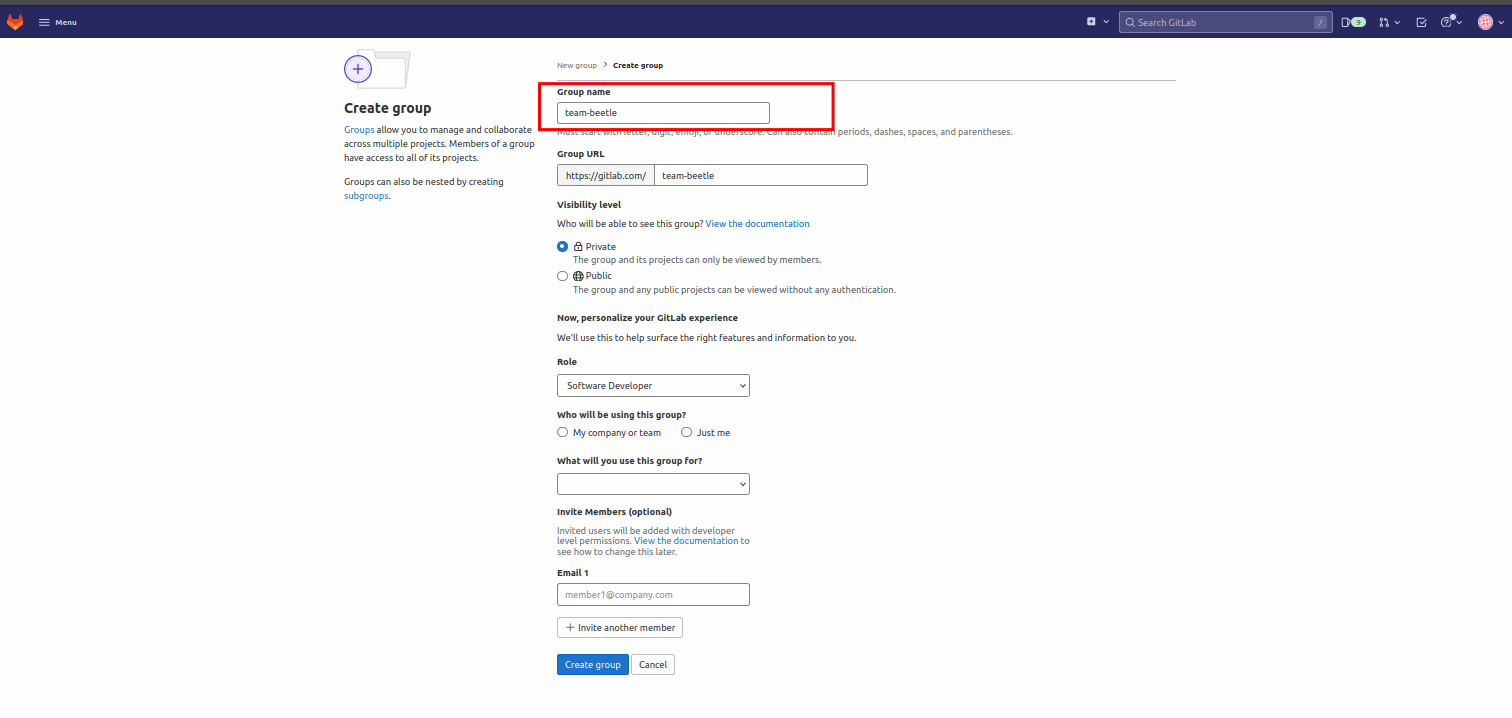 Menu
Search GitLab
/
9
Create group
Groups allow you to manage and collaborate
across multiple projects. Members of a group
have access to all of its projects.
Groups can also be nested by creating
subgroups.
New group > Create group
Group name
team-beetle
Must start with letter, digit, emoji, or underscore. Can also contain periods, dashes, spaces, and parentheses.
Group URL
https://gitlab.com/ team-beetle
Visibility level
Who will be able to see this group? View the documentation
Private
The group and its projects can only be viewed by members.
Public
The group and any public projects can be viewed without any authentication.
Now, personalize your GitLab experience
We'll use this to help surface the right features and information to you.
Role
Software Developer
Who will be using this group?
My company or team Just me
What will you use this group for?
Invite Members (optional)
Invited users will be added with developer
level permissions. View the documentation to
see how to change this later.
Email 1
member1@company.com
+ Invite another member
Create group Cancel